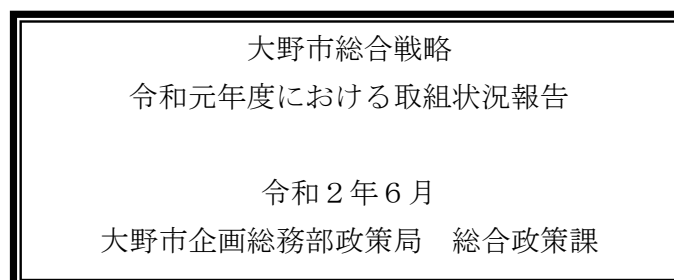 大野市総合戦略
令和元年度における取組状況報告
令和２年６月
大野市企画総務部政策局　総合政策課